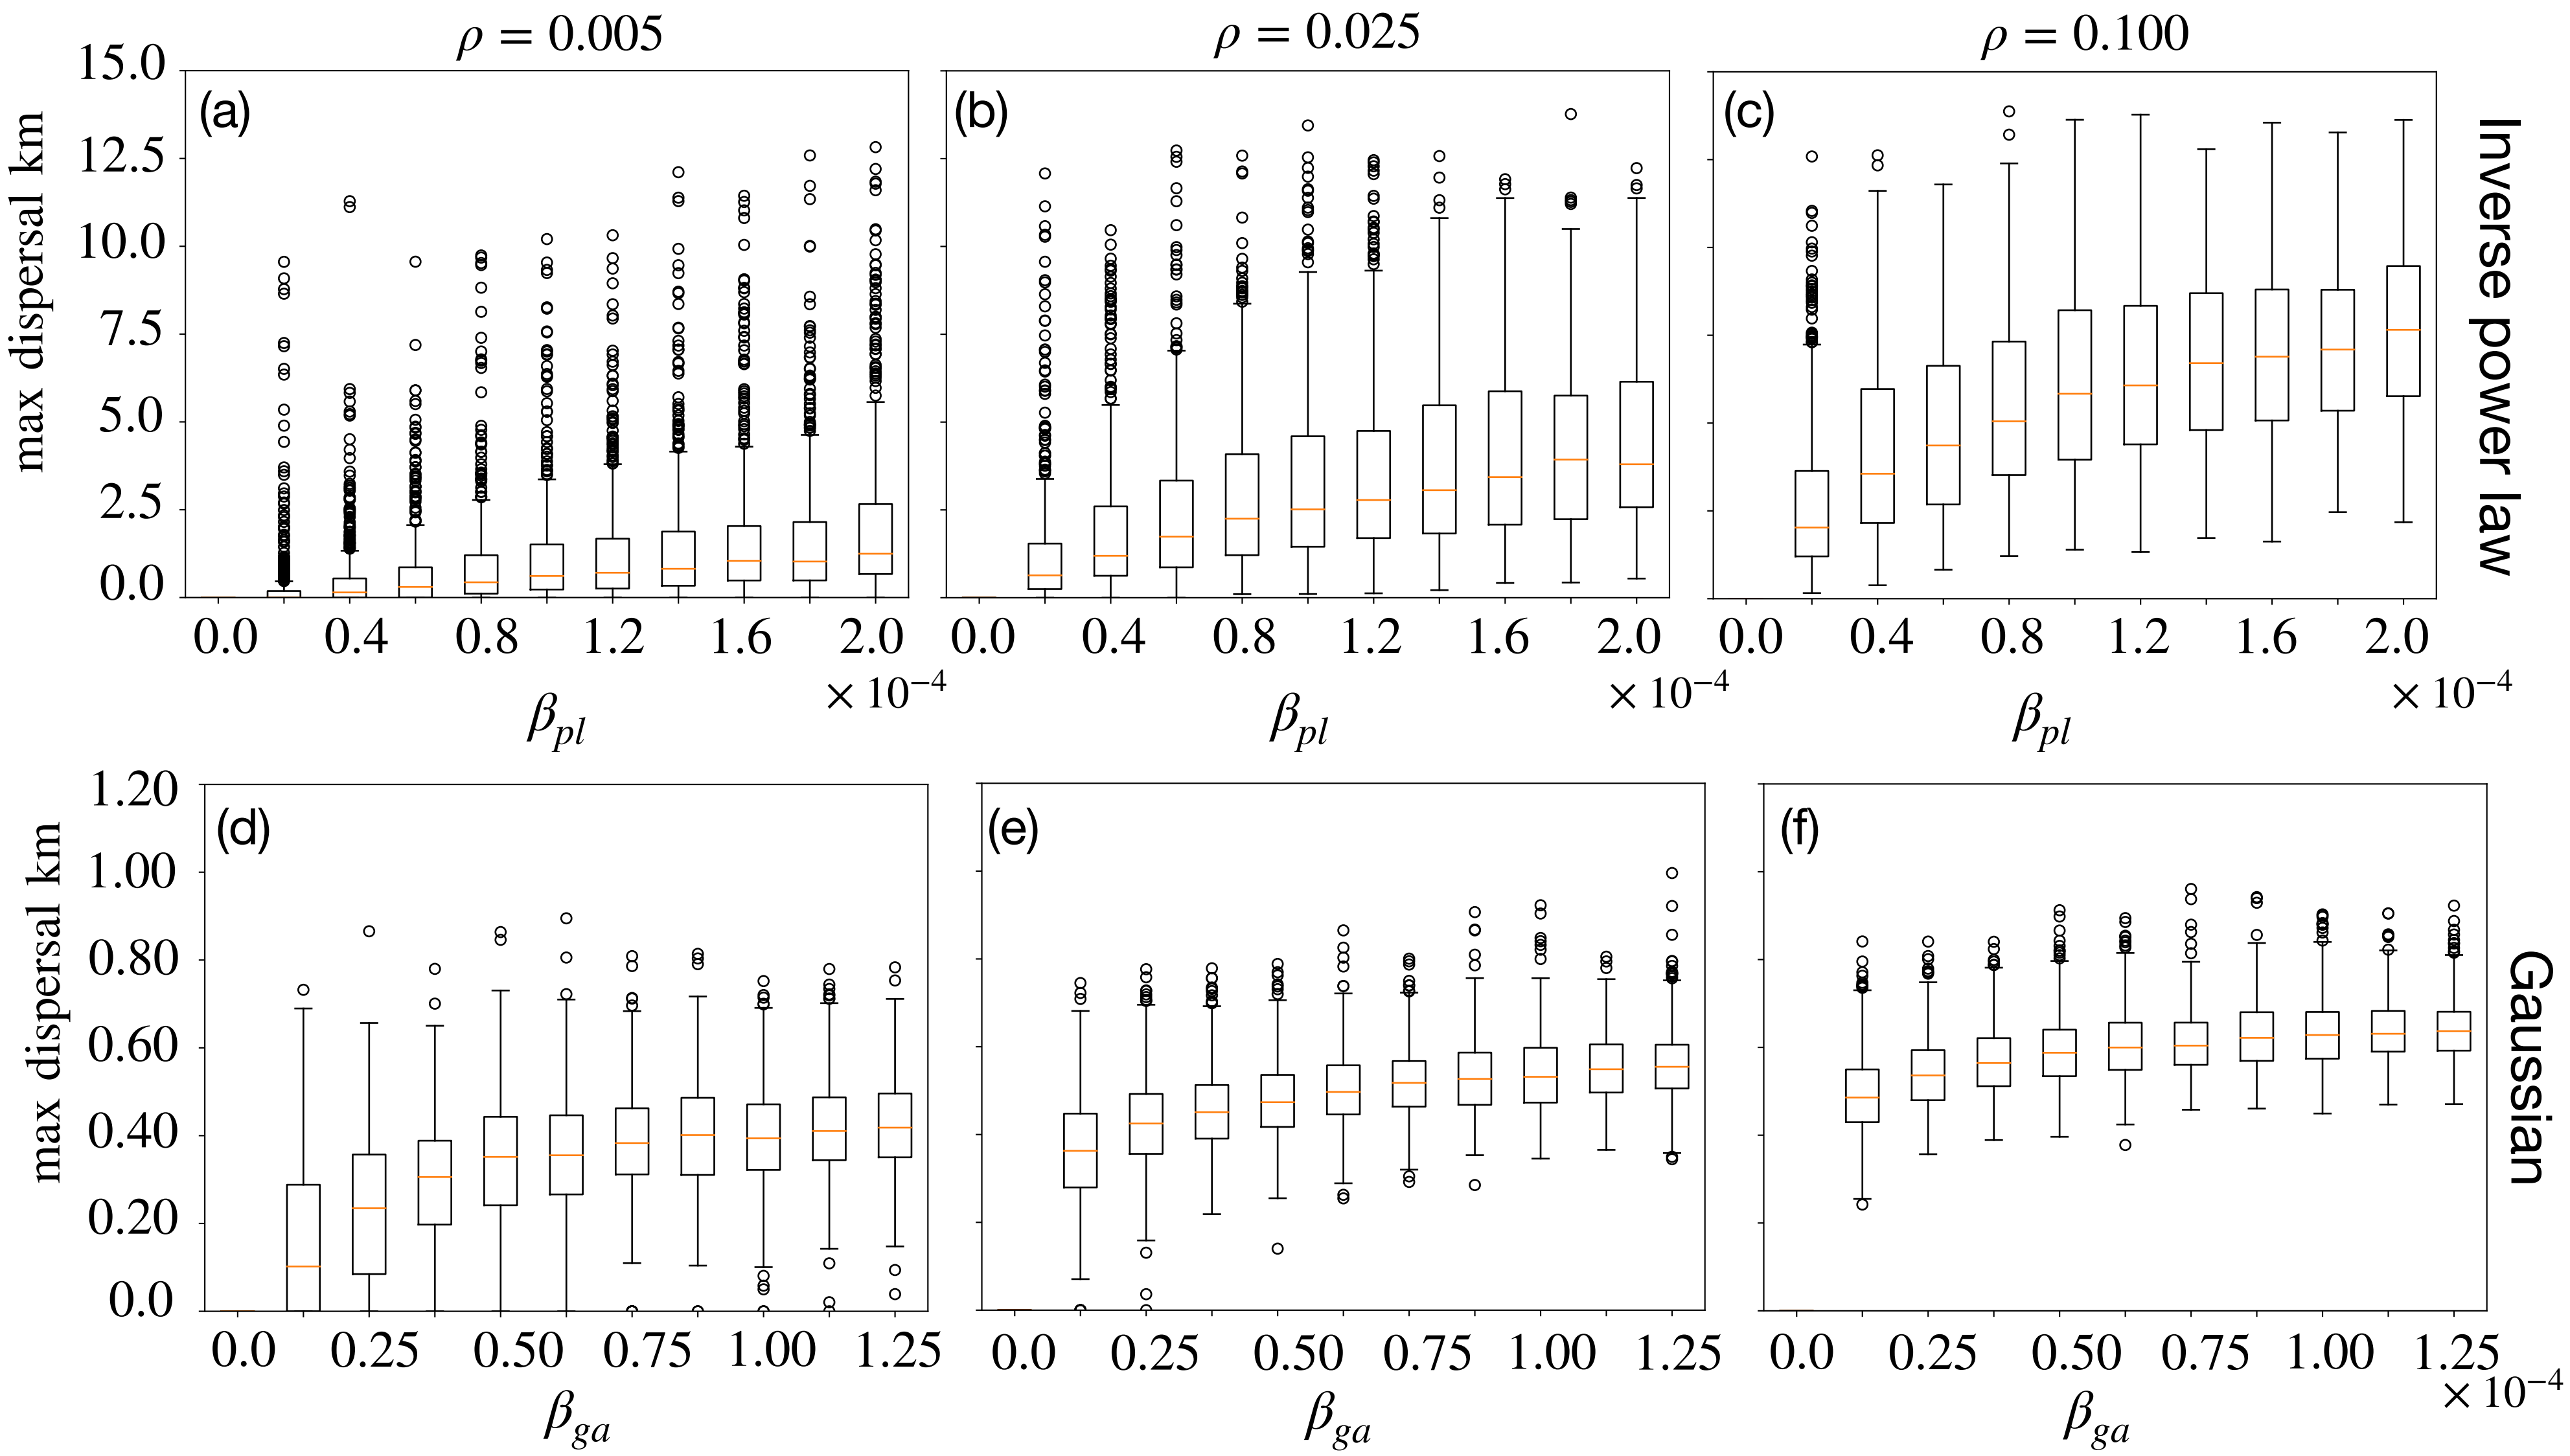 ρ = 0.005
ρ = 0.025
ρ = 0.100
max dispersal km
15.0
12.5
10.0
7.5
5.0
2.5
0.0
(a)
(b)
(c)
Inverse power law
0.0 0.4 0.8 1.2 1.6 2.0
×10⁻⁴
β_pl
0.0 0.4 0.8 1.2 1.6 2.0
×10⁻⁴
β_pl
0.0 0.4 0.8 1.2 1.6 2.0
×10⁻⁴
β_pl
max dispersal km
1.20
1.00
0.80
0.60
0.40
0.20
0.0
(d)
(e)
(f)
Gaussian
0.0 0.25 0.50 0.75 1.00 1.25
β_ga
0.0 0.25 0.50 0.75 1.00 1.25
β_ga
0.0 0.25 0.50 0.75 1.00 1.25
×10⁻⁴
β_ga